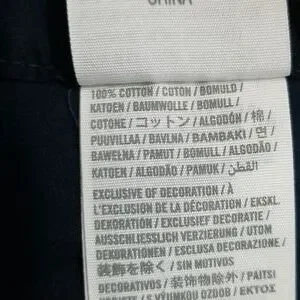 CHINA
100% COTTON / COTON / BOMULD /
KATOEN / BAUMWOLLE / BOMULL /
COTONE / コットン / ALGODÓN / 棉 /
PUUVILLAA / BAVLNA / BAMBAKI / 면 /
BAWEŁNA / PAMUT / BOMULL /
KATOEN / ALGODÃO / PAMUK / القطن
EXCLUSIVE OF DECORATION / À
L'EXCLUSION DE LA DÉCORATION / EKSKL.
DEKORATION / EXCLUSIEF DECORATIE /
AUSSCHLIESSLICH VERZIERUNG / UTOM
DEKORATIONEN / ESCLUSA DECORAZIONE /
装飾を除く / SIN MOTIVOS
DECORATIVOS / 装饰物除外 / PAITSI
S VÝJIMKOU OZDOB / ΕΚΤΟΣ